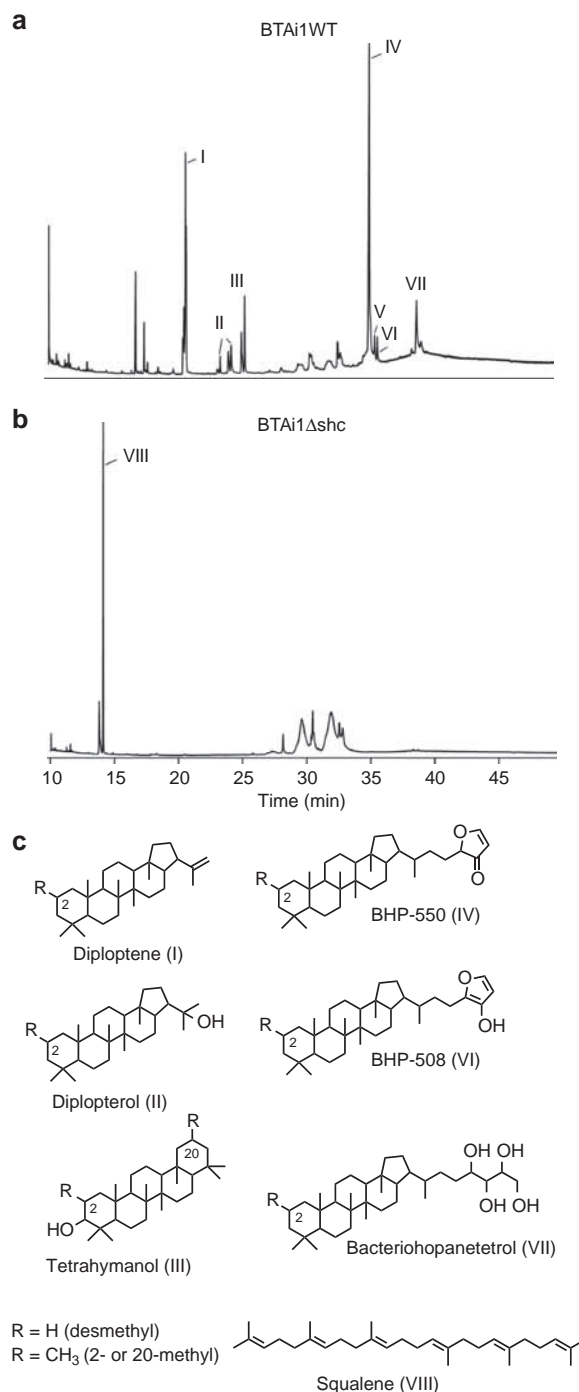 a
BTAi1WT
IV
I
III
VII
II
V
VI
b
BTAi1Δshc
VIII
10 15 20 25 30 35 40 45
Time (min)
c
R
2
Diploptene (I)
O
R
2
O
BHP-550 (IV)
R
2
OH
Diplopterol (II)
O
R
2
OH
BHP-508 (VI)
R
20
R
2
HO
Tetrahymanol (III)
OH OH
R
2
OH OH
Bacteriohopanetetrol (VII)
R = H (desmethyl)
R = CH₃ (2- or 20-methyl)
Squalene (VIII)